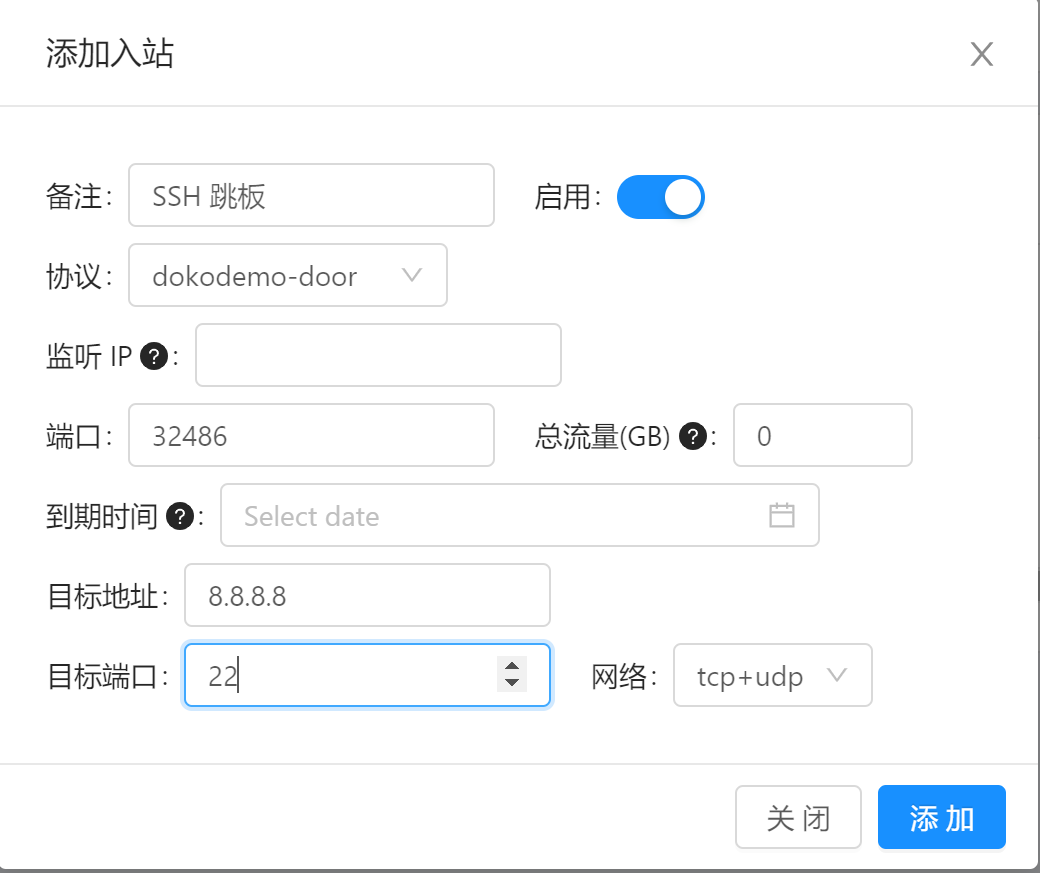 添加入站
备注: SSH 跳板 启用:
协议: dokodemo-door
监听 IP ? :
端口: 32486 总流量(GB) ? : 0
到期时间 ? : Select date
目标地址: 8.8.8.8
目标端口: 22 网络: tcp+udp
关 闭 添 加